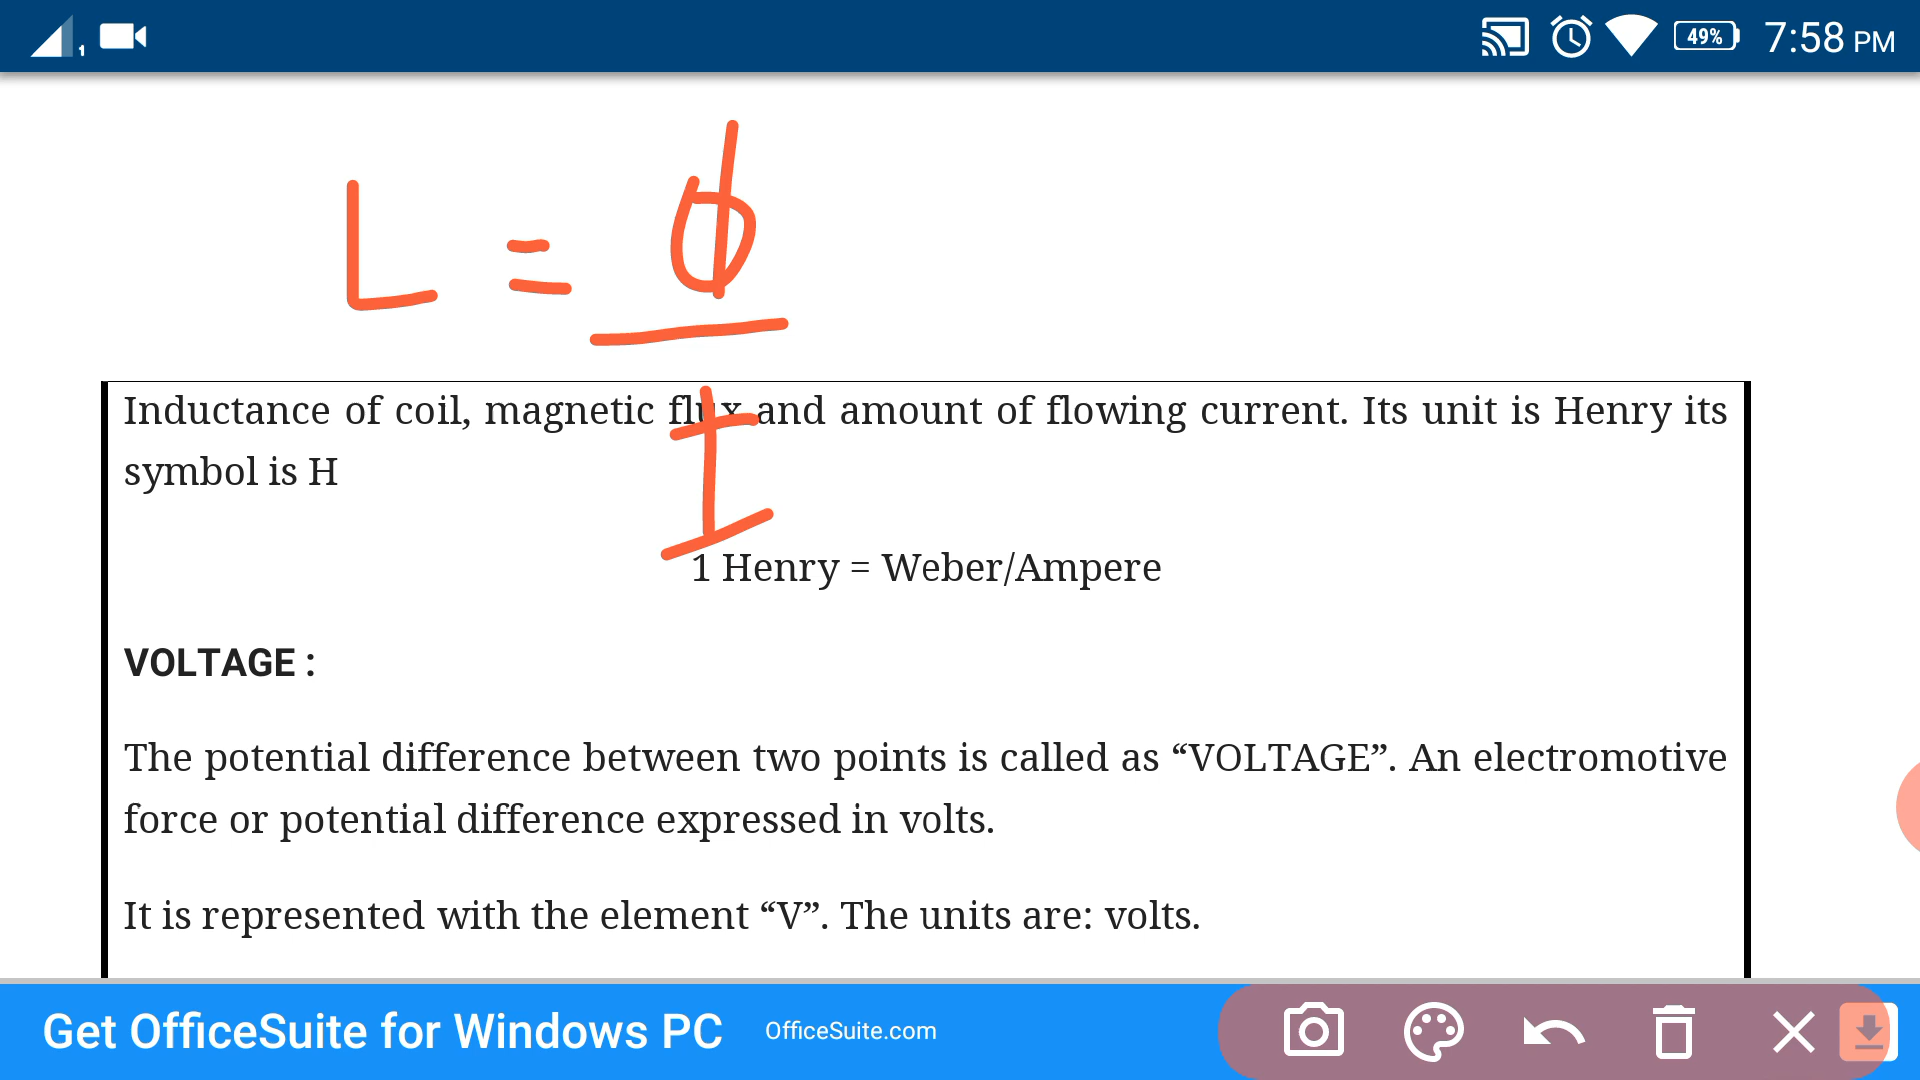 1
49%
7:58 PM
L = ϕ
I
Inductance of coil, magnetic flux and amount of flowing current. Its unit is Henry its
symbol is H
1 Henry = Weber/Ampere
VOLTAGE :
The potential difference between two points is called as “VOLTAGE”. An electromotive
force or potential difference expressed in volts.
It is represented with the element “V”. The units are: volts.
Get OfficeSuite for Windows PC OfficeSuite.com